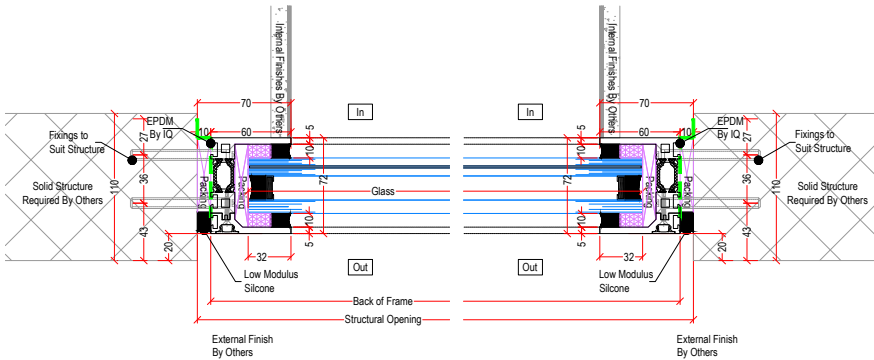 Internal Finishes By Others
Internal Finishes By Others
70
70
In
In
EPDM
By IQ
10
60
5
10
60
10
5
EPDM
By IQ
10
Fixings to
Suit Structure
27
110
36
43
20
Solid Structure
Required By Others
Packing
Packing
72
Glass
72
Packing
Packing
Fixings to
Suit Structure
27
36
110
43
20
Solid Structure
Required By Others
10
5
10
5
32
32
Out
Out
Low Modulus
Silcone
Low Modulus
Silcone
Back of Frame
Structural Opening
External Finish
By Others
External Finish
By Others